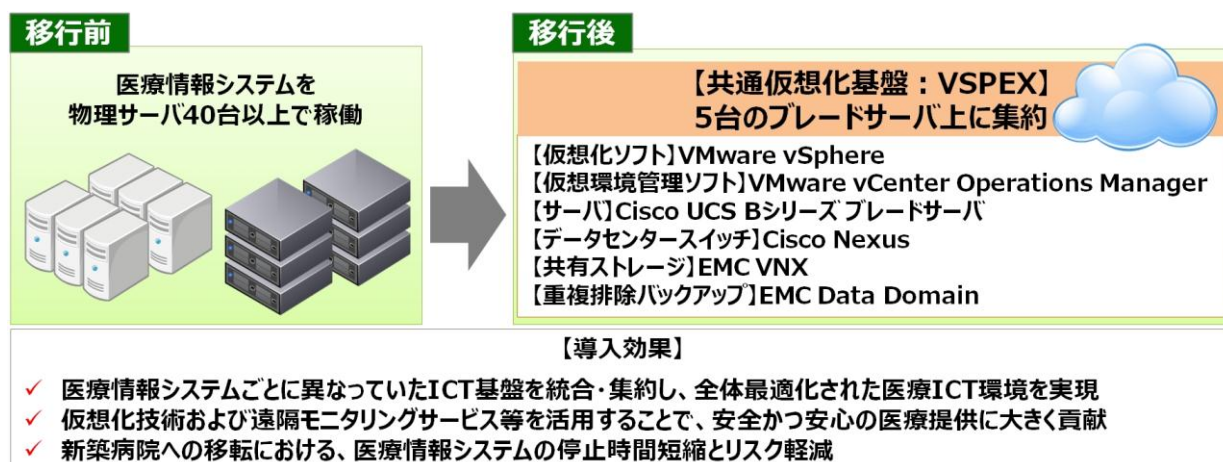 移行前
医療情報システムを
物理サーバ40台以上で稼働
移行後
【共通仮想化基盤：VSPEX】
5台のブレードサーバ上に集約
【仮想化ソフト】VMware vSphere
【仮想環境管理ソフト】VMware vCenter Operations Manager
【サーバ】Cisco UCS Bシリーズ ブレードサーバ
【データセンタースイッチ】Cisco Nexus
【共有ストレージ】EMC VNX
【重複排除バックアップ】EMC Data Domain
【導入効果】
✓ 医療情報システムごとに異なっていたICT基盤を統合・集約し、全体最適化された医療ICT環境を実現
✓ 仮想化技術および遠隔モニタリングサービス等を活用することで、安全かつ安心の医療提供に大きく貢献
✓ 新築病院への移転における、医療情報システムの停止時間短縮とリスク軽減